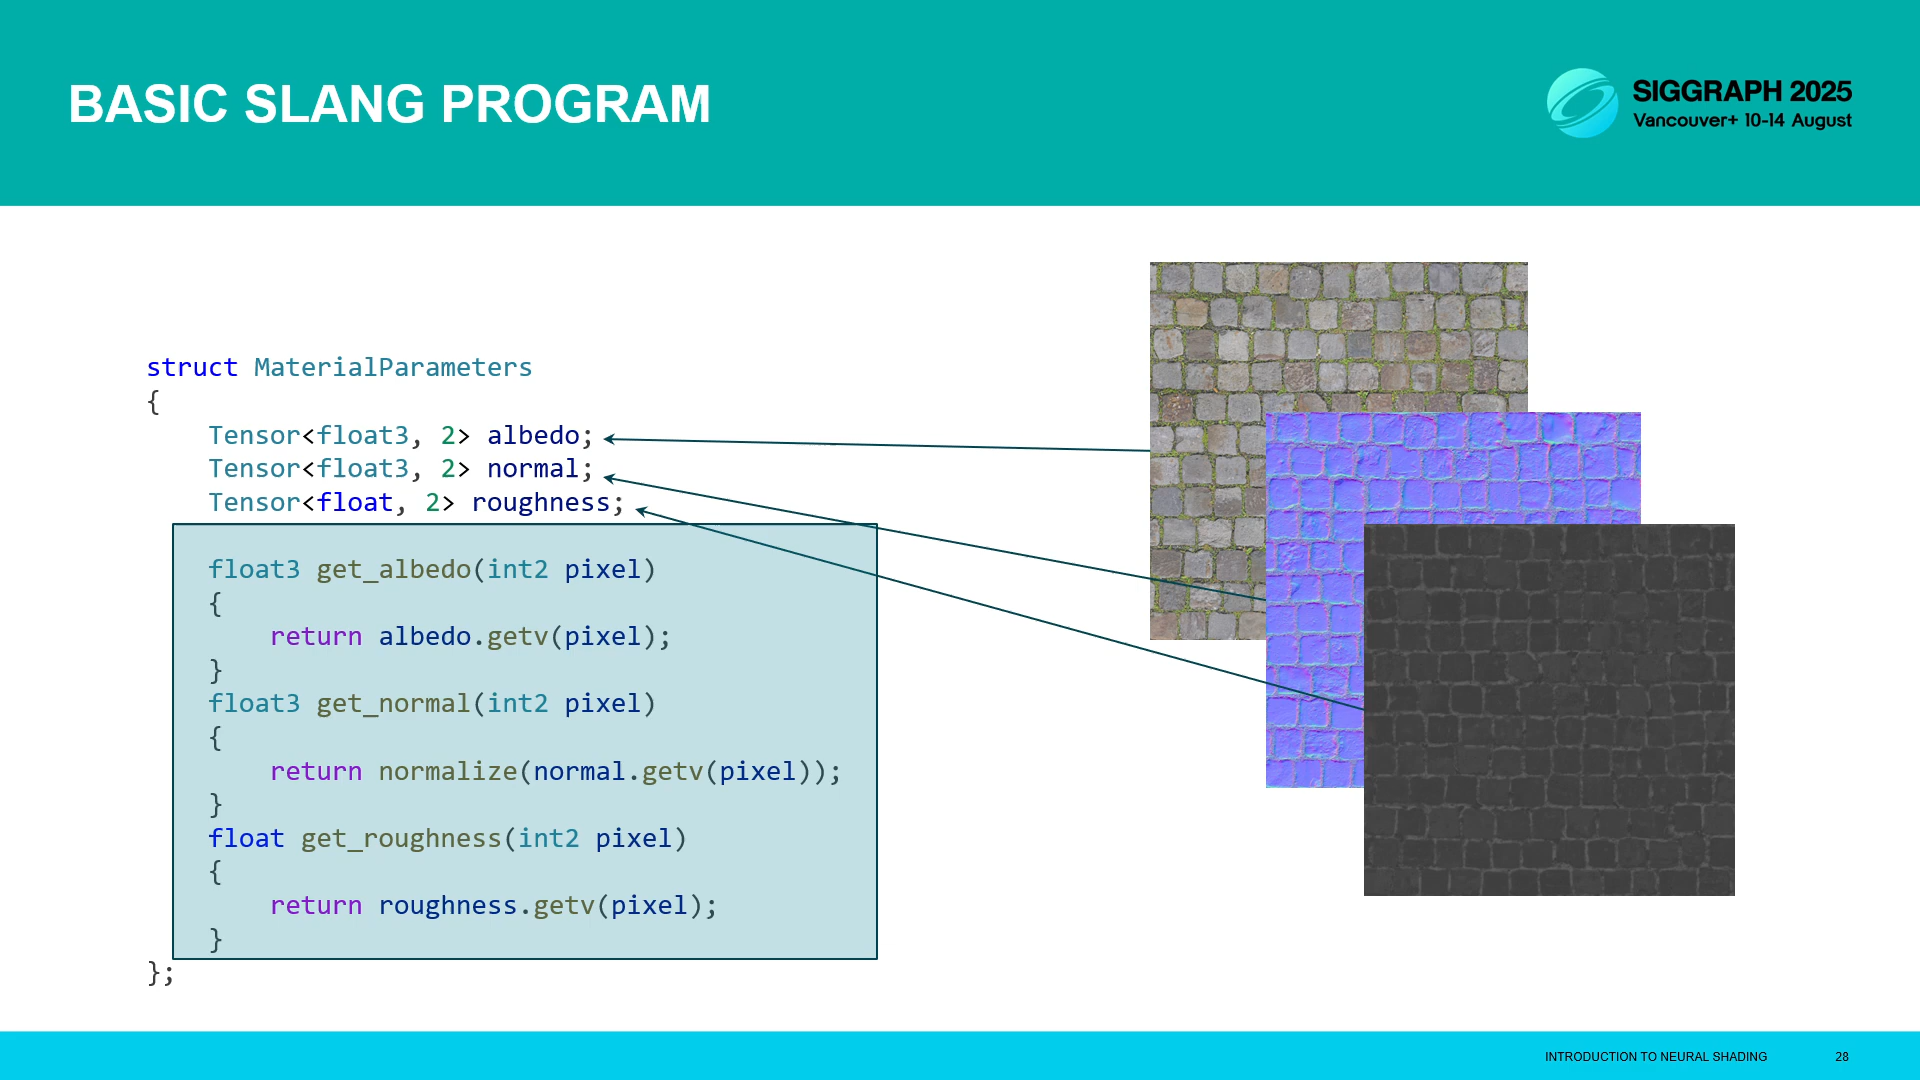 BASIC SLANG PROGRAM
SIGGRAPH 2025
Vancouver+ 10-14 August
struct MaterialParameters
{
    Tensor<float3, 2> albedo;
    Tensor<float3, 2> normal;
    Tensor<float, 2> roughness;
    float3 get_albedo(int2 pixel)
    {
        return albedo.getv(pixel);
    }
    float3 get_normal(int2 pixel)
    {
        return normalize(normal.getv(pixel));
    }
    float get_roughness(int2 pixel)
    {
        return roughness.getv(pixel);
    }
};
INTRODUCTION TO NEURAL SHADING
28